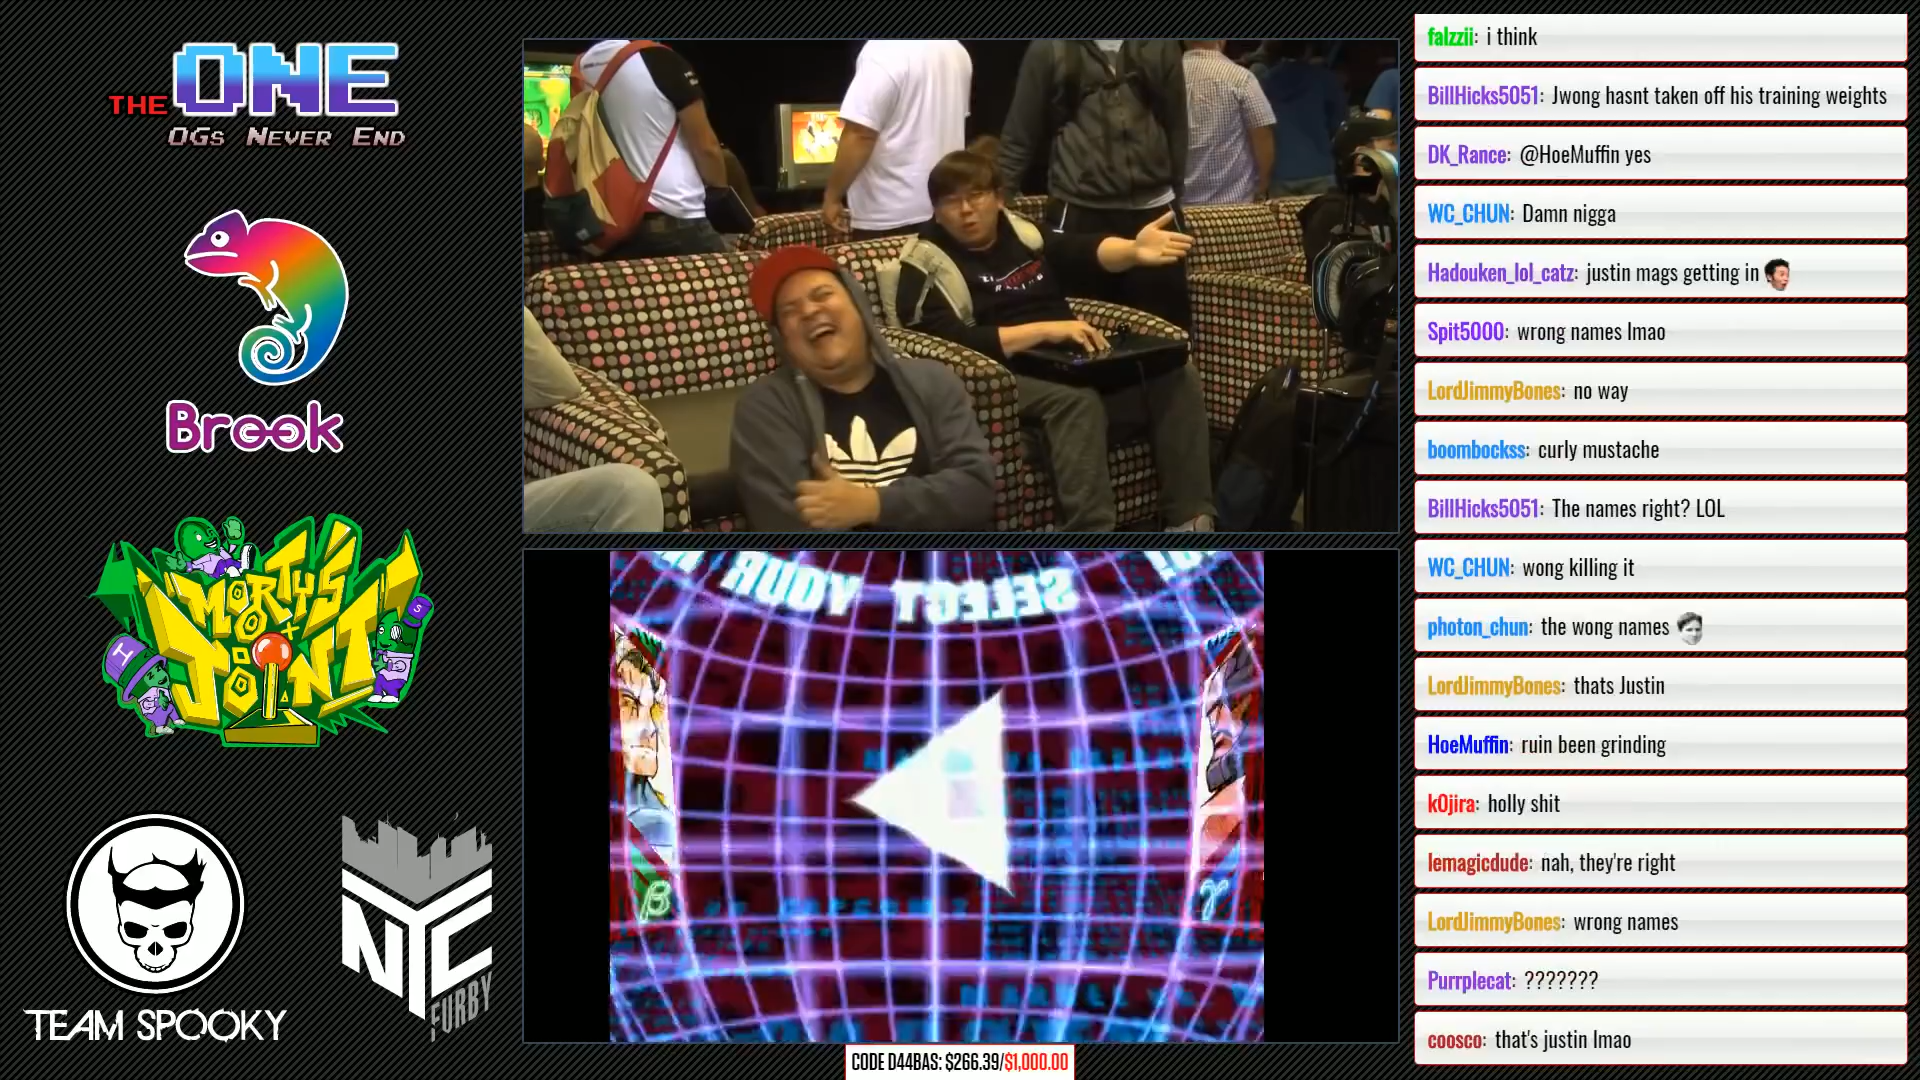 THE ONE
OGs NEVER END
Brook
MORTY'S
JOINT
TEAM SPOOKY
NYC
FURBY
SELECT YOUR
β
γ
CODE D44BAS: $266.39/$1,000.00
falzzii: i think
BillHicks5051: Jwong hasnt taken off his training weights
DK_Rance: @HoeMuffin yes
WC_CHUN: Damn nigga
Hadouken_lol_catz: justin mags getting in
Spit5000: wrong names lmao
LordJimmyBones: no way
boombockss: curly mustache
BillHicks5051: The names right? LOL
WC_CHUN: wong killing it
photon_chun: the wong names
LordJimmyBones: thats Justin
HoeMuffin: ruin been grinding
k0jira: holly shit
lemagicdude: nah, they're right
LordJimmyBones: wrong names
Purrplecat: ???????
coosco: that's justin lmao